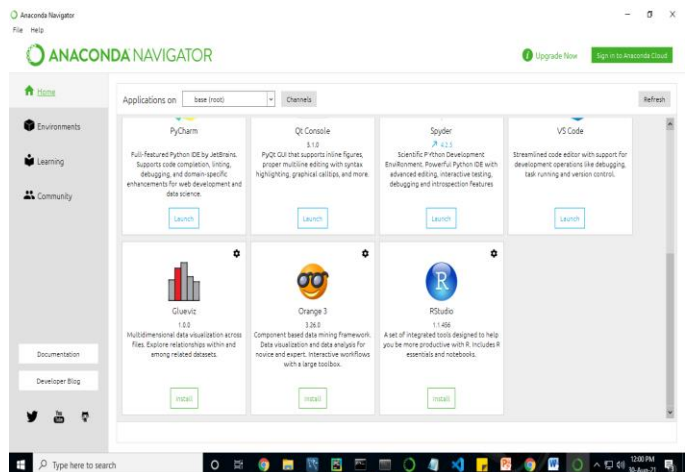 Anaconda Navigator
File Help
ANACONDA NAVIGATOR
Upgrade Now
Sign in to Anaconda Cloud
Home
Environments
Learning
Community
Documentation
Developer Blog
Applications on base (root) Channels
Refresh
PyCharm
Full-featured Python IDE by JetBrains.
Supports code completion, linting,
debugging, and domain-specific
enhancements for web development and
data science.
Launch
Qt Console
5.1.0
PyQt GUI that supports inline figures,
proper multiline editing with syntax
highlighting, graphical calltips, and more.
Launch
Spyder
4.2.5
Scientific PYthon Development
EnviRonment. Powerful Python IDE with
advanced editing, interactive testing,
debugging and introspection features
Launch
VS Code
Streamlined code editor with support for
development operations like debugging,
task running and version control.
Launch
Glueviz
1.0.0
Multidimensional data visualization across
files. Explore relationships within and
among related datasets.
Install
Orange 3
3.26.0
Component based data mining framework.
Data visualization and data analysis for
novice and expert. Interactive workflows
with a large toolbox.
Install
R
RStudio
1.1.456
A set of integrated tools designed to help
you be more productive with R. Includes R
essentials and notebooks.
Install
Type here to search
12:00 PM
10-Aug-21